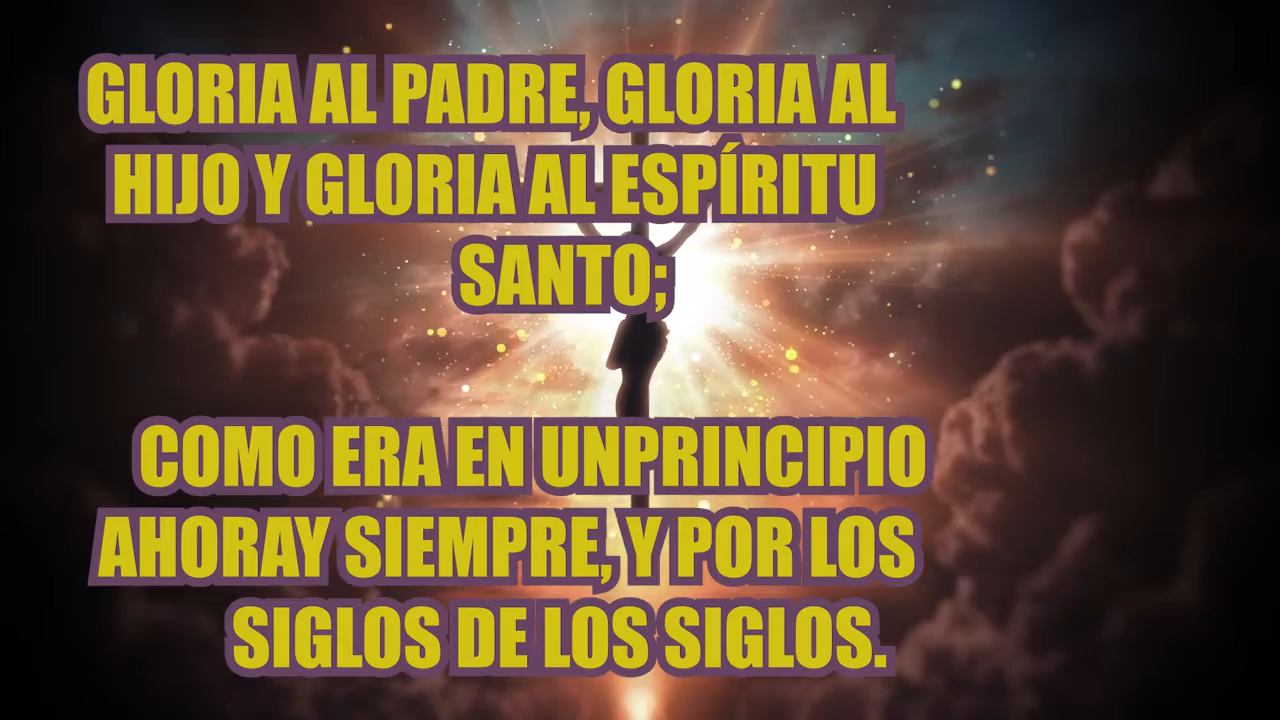 GLORIA AL PADRE, GLORIA AL
HIJO Y GLORIA AL ESPÍRITU
SANTO;
COMO ERA EN UNPRINCIPIO
AHORAY SIEMPRE, Y POR LOS
SIGLOS DE LOS SIGLOS.